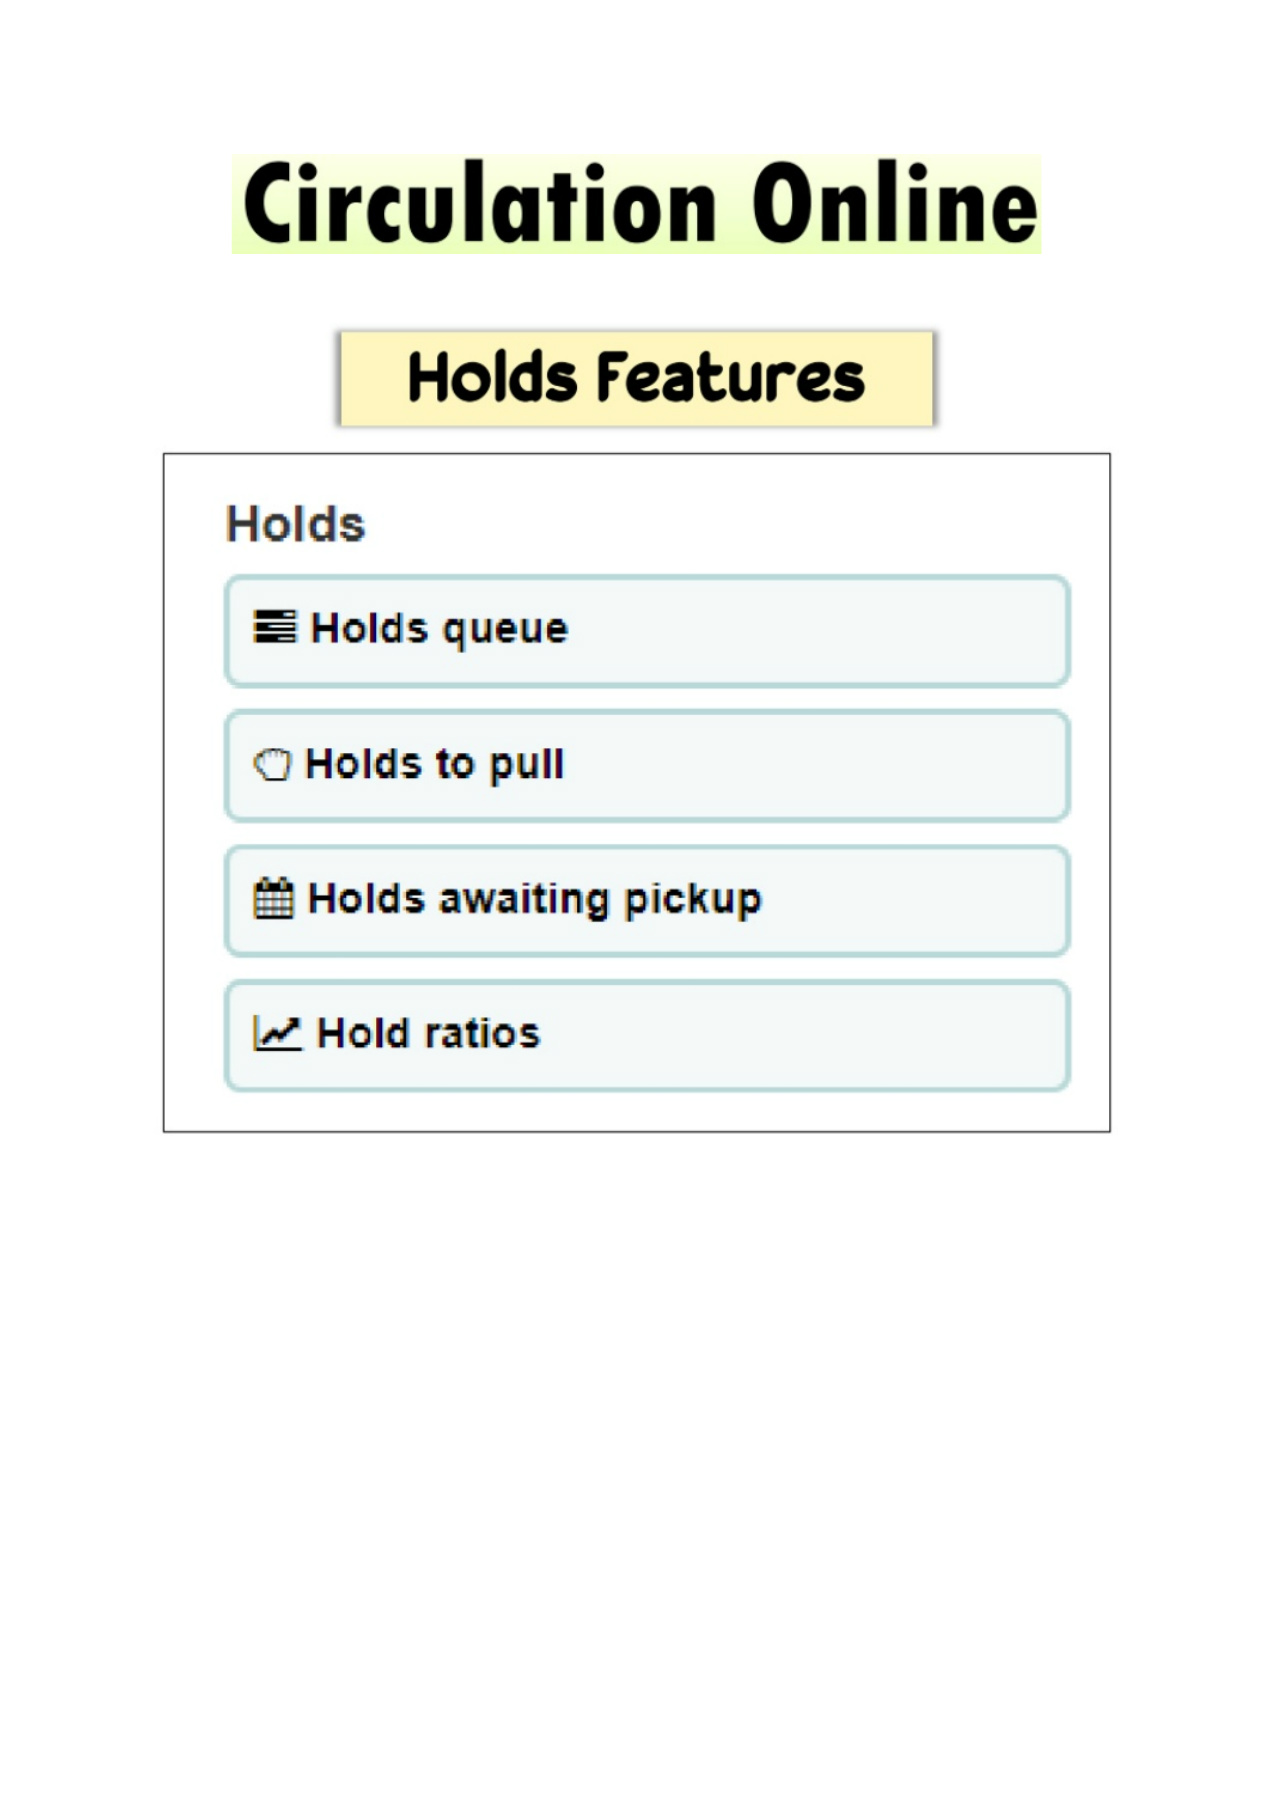 Circulation Online
Holds Features
Holds
Holds queue
Holds to pull
Holds awaiting pickup
Hold ratios